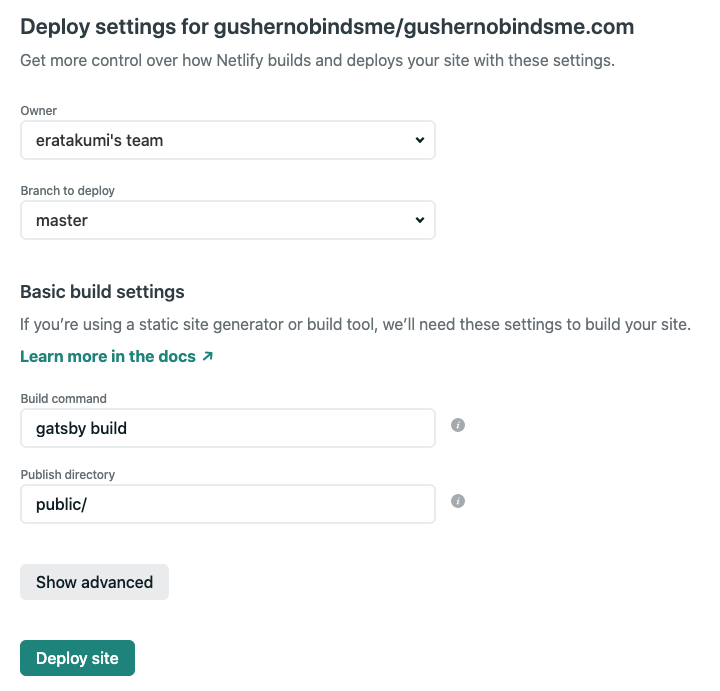 Deploy settings for gushernobindsme/gushernobindsme.com
Get more control over how Netlify builds and deploys your site with these settings.
Owner
eratakumi's team
Branch to deploy
master
Basic build settings
If you’re using a static site generator or build tool, we’ll need these settings to build your site.
Learn more in the docs ↗
Build command
gatsby build
Publish directory
public/
Show advanced
Deploy site